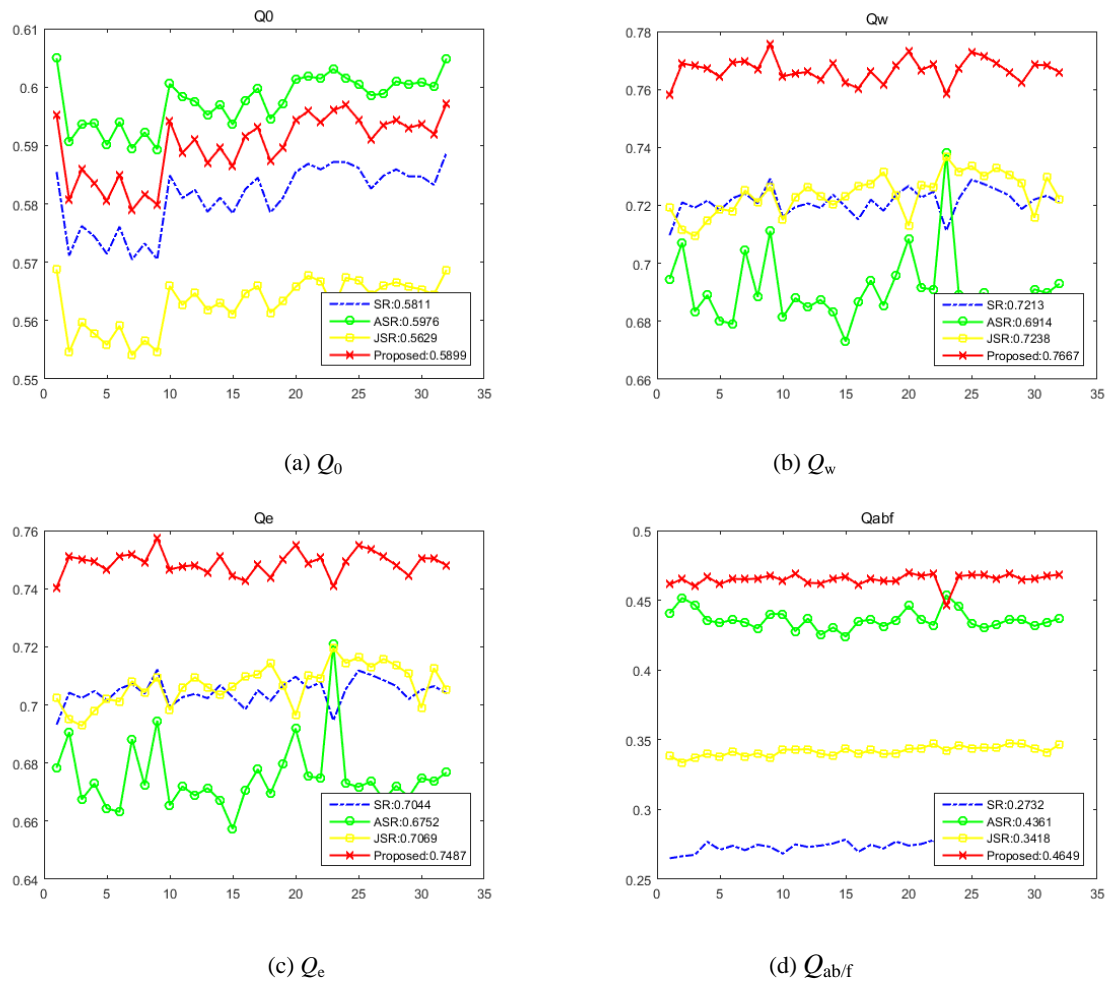 Q0
0.61
0.6
0.59
0.58
0.57
0.56
0.55
0 5 10 15 20 25 30 35
SR:0.5811
ASR:0.5976
JSR:0.5629
Proposed:0.5899
(a) Q0
Qw
0.78
0.76
0.74
0.72
0.7
0.68
0.66
0 5 10 15 20 25 30 35
SR:0.7213
ASR:0.6914
JSR:0.7238
Proposed:0.7667
(b) Qw
Qe
0.76
0.74
0.72
0.7
0.68
0.66
0.64
0 5 10 15 20 25 30 35
SR:0.7044
ASR:0.6752
JSR:0.7069
Proposed:0.7487
(c) Qe
Qabf
0.5
0.45
0.4
0.35
0.3
0.25
0 5 10 15 20 25 30 35
SR:0.2732
ASR:0.4361
JSR:0.3418
Proposed:0.4649
(d) Qab/f